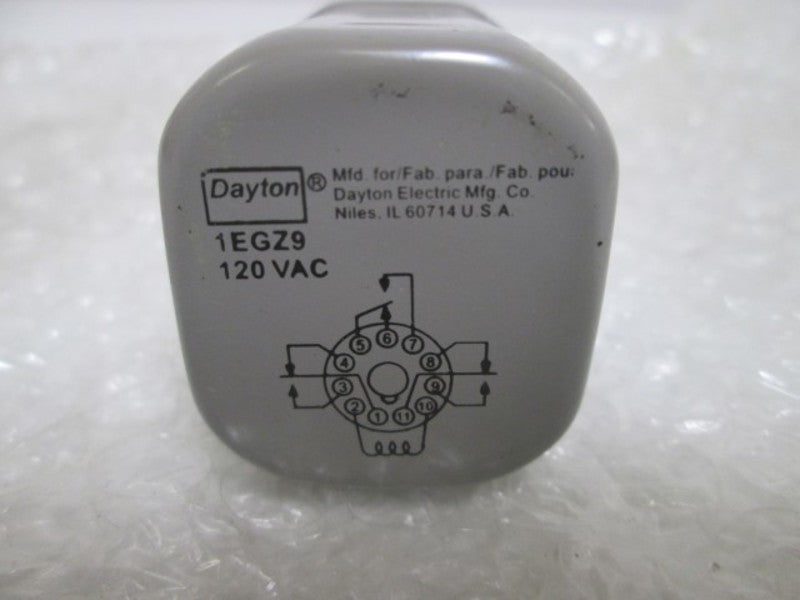 Dayton® Mfd. for/Fab. para./Fab. pou:
Dayton Electric Mfg. Co.
Niles, IL 60714 U.S.A.
1EGZ9
120 VAC
5 6 7
4 8
3 9
2 1 11 10